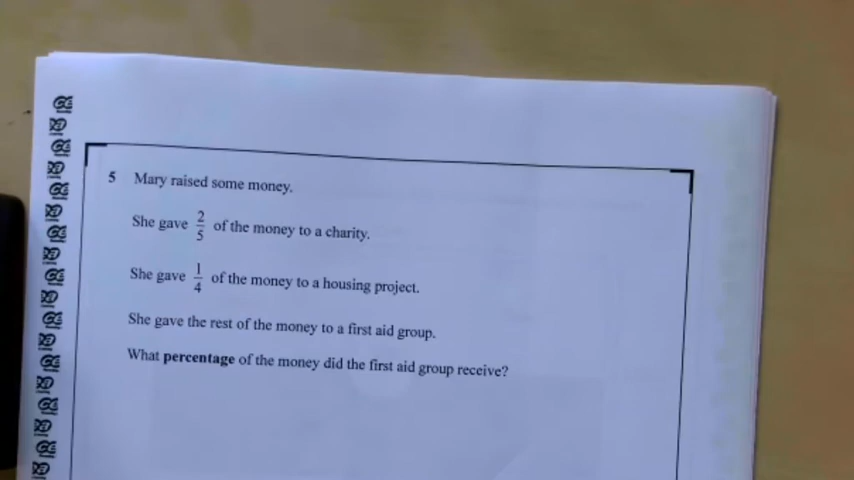 5 Mary raised some money.
She gave 2/5 of the money to a charity.
She gave 1/4 of the money to a housing project.
She gave the rest of the money to a first aid group.
What percentage of the money did the first aid group receive?